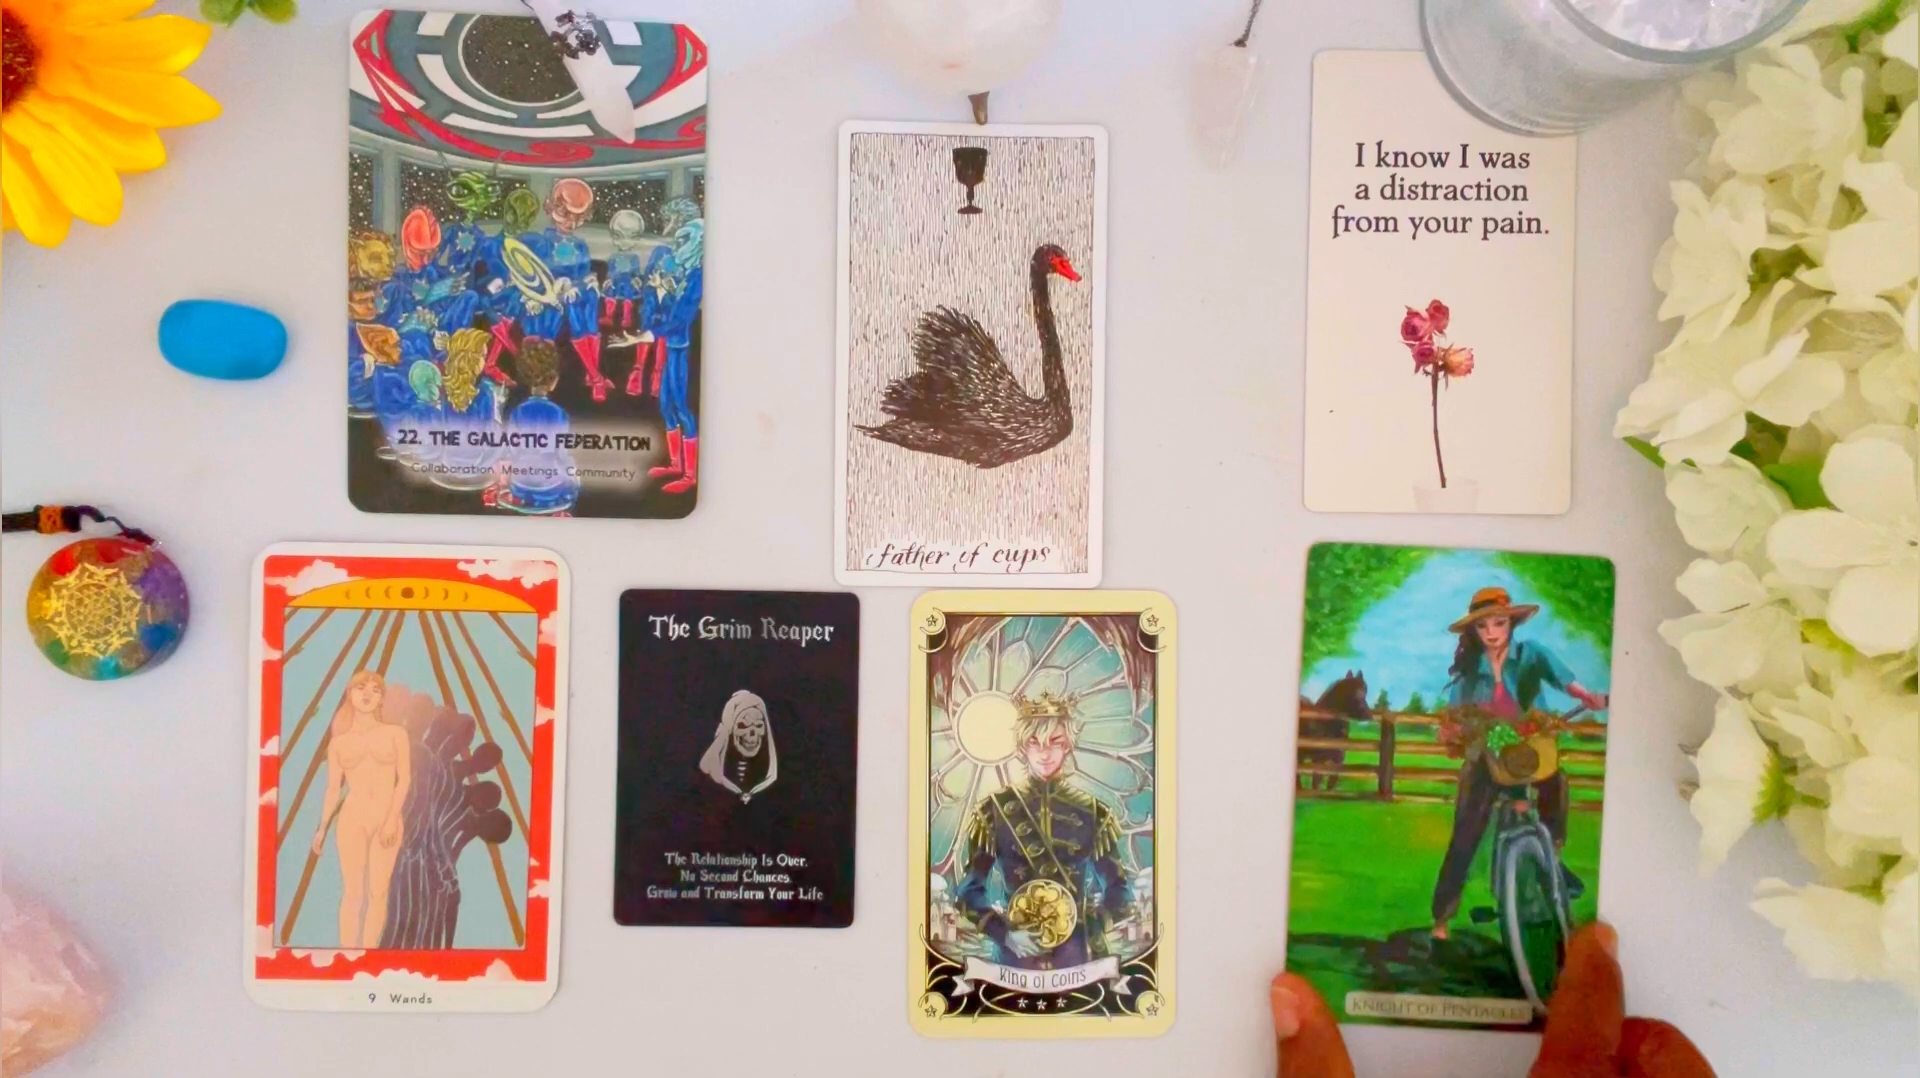 22. THE GALACTIC FEDERATION
Collaboration Meetings Community
father of cups
I know I was
a distraction
from your pain.
9 Wands
The Grim Reaper
The Relationship Is Over.
No Second Chances.
Grow and Transform Your Life
King of Coins
KNIGHT OF PENTACLES